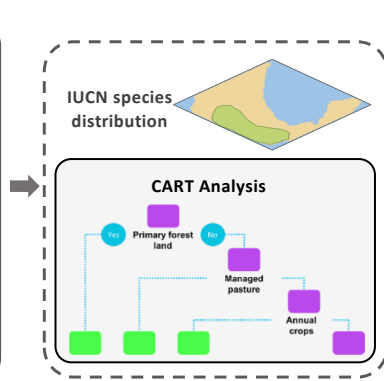 IUCN species
distribution
CART Analysis
Yes
Primary forest
land
No
Managed
pasture
Annual
crops